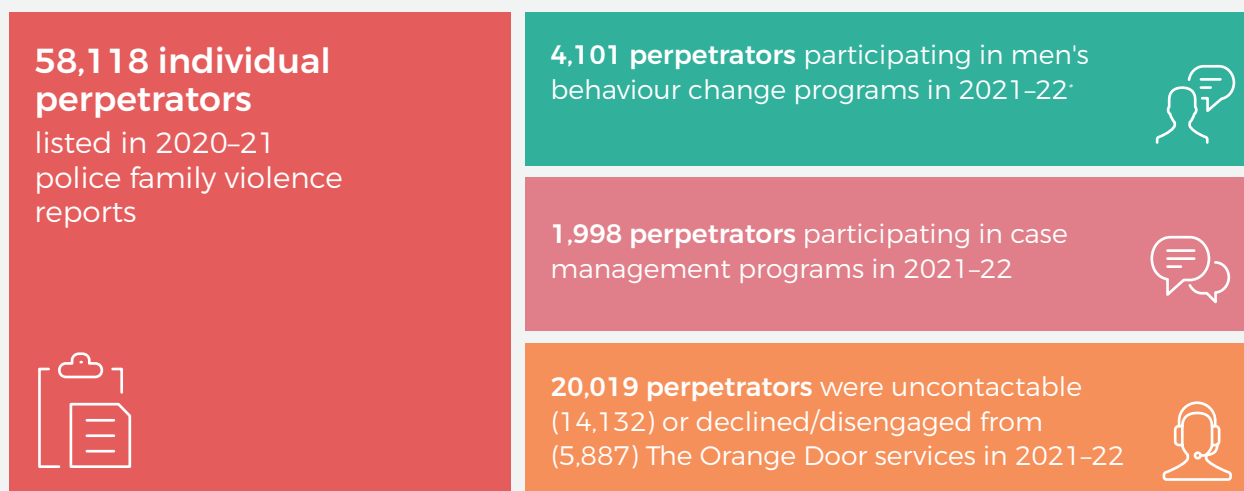 58,118 individual
perpetrators
listed in 2020–21
police family violence
reports
4,101 perpetrators participating in men's
behaviour change programs in 2021–22*
1,998 perpetrators participating in case
management programs in 2021–22
20,019 perpetrators were uncontactable
(14,132) or declined/disengaged from
(5,887) The Orange Door services in 2021–22